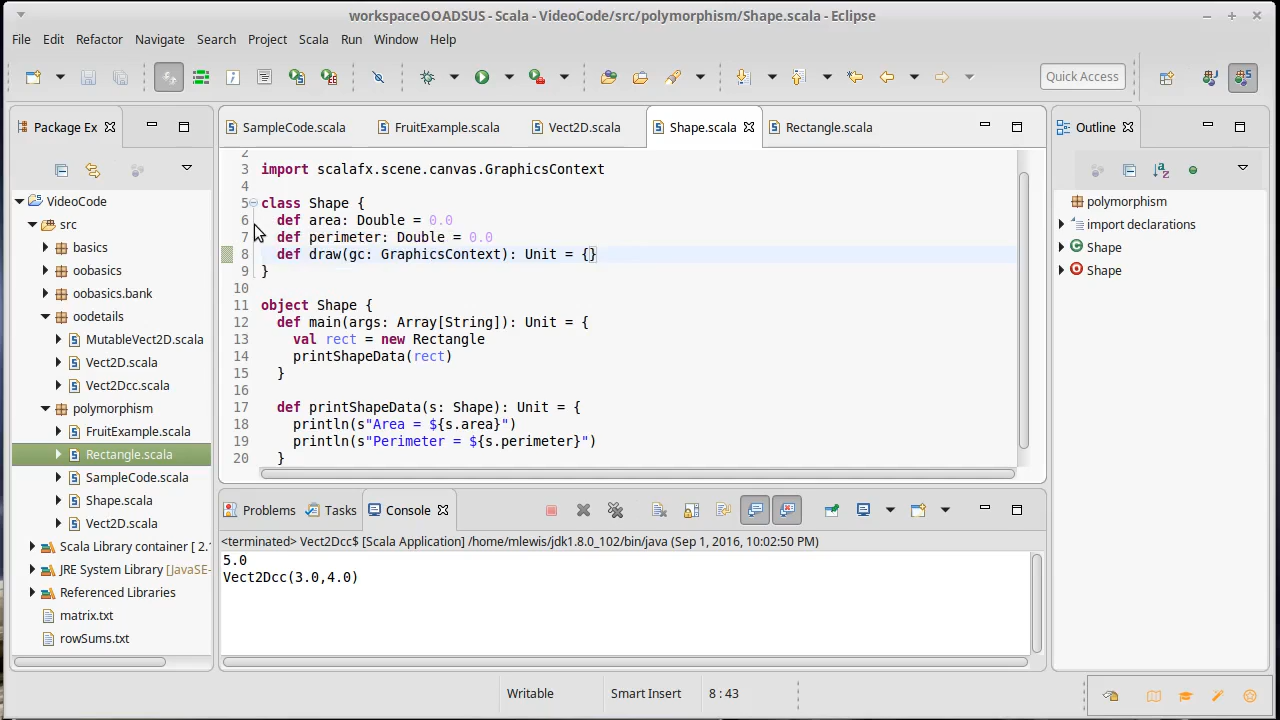 workspaceOOADSUS - Scala - VideoCode/src/polymorphism/Shape.scala - Eclipse
File Edit Refactor Navigate Search Project Scala Run Window Help
Quick Access
Package Ex
SampleCode.scala
FruitExample.scala
Vect2D.scala
Shape.scala
Rectangle.scala
Outline
VideoCode
src
basics
oobasics
oobasics.bank
oodetails
MutableVect2D.scala
Vect2D.scala
Vect2Dcc.scala
polymorphism
FruitExample.scala
Rectangle.scala
SampleCode.scala
Shape.scala
Vect2D.scala
Scala Library container [ 2.
JRE System Library [JavaSE-
Referenced Libraries
matrix.txt
rowSums.txt
2
3 import scalafx.scene.canvas.GraphicsContext
4
5 class Shape {
6 def area: Double = 0.0
7 def perimeter: Double = 0.0
8 def draw(gc: GraphicsContext): Unit = {}
9 }
10
11 object Shape {
12 def main(args: Array[String]): Unit = {
13 val rect = new Rectangle
14 printShapeData(rect)
15 }
16
17 def printShapeData(s: Shape): Unit = {
18 println(s"Area = ${s.area}")
19 println(s"Perimeter = ${s.perimeter}")
20 }
polymorphism
import declarations
Shape
Shape
Problems Tasks Console
<terminated> Vect2Dcc$ [Scala Application] /home/mlewis/jdk1.8.0_102/bin/java (Sep 1, 2016, 10:02:50 PM)
5.0
Vect2Dcc(3.0,4.0)
Writable Smart Insert 8 : 43